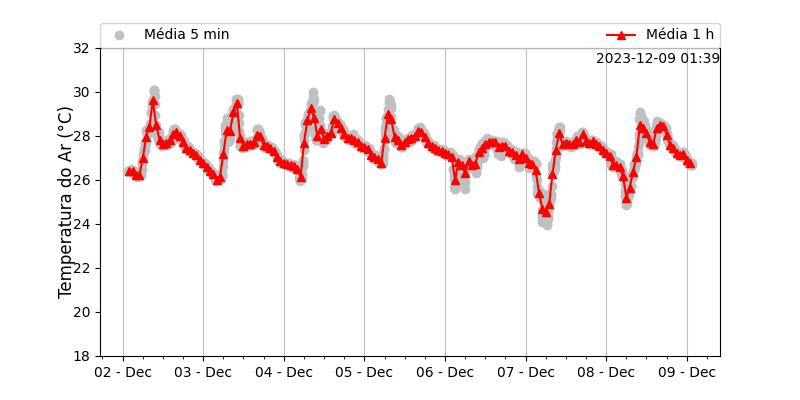 Média 5 min
Média 1 h
2023-12-09 01:39
Temperatura do Ar (°C)
32
30
28
26
24
22
20
18
02 - Dec
03 - Dec
04 - Dec
05 - Dec
06 - Dec
07 - Dec
08 - Dec
09 - Dec